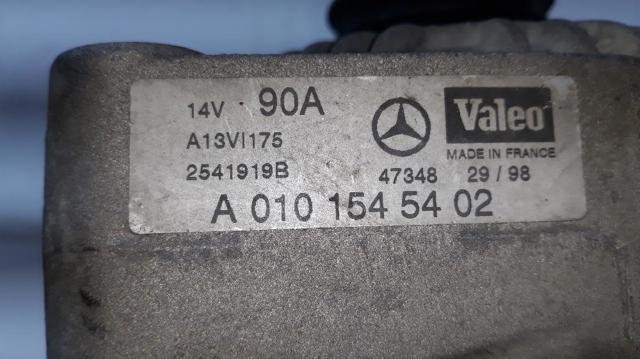 14V 90A
Valeo
A13VI175
MADE IN FRANCE
2541919B
47348 29 / 98
A 010 154 54 02